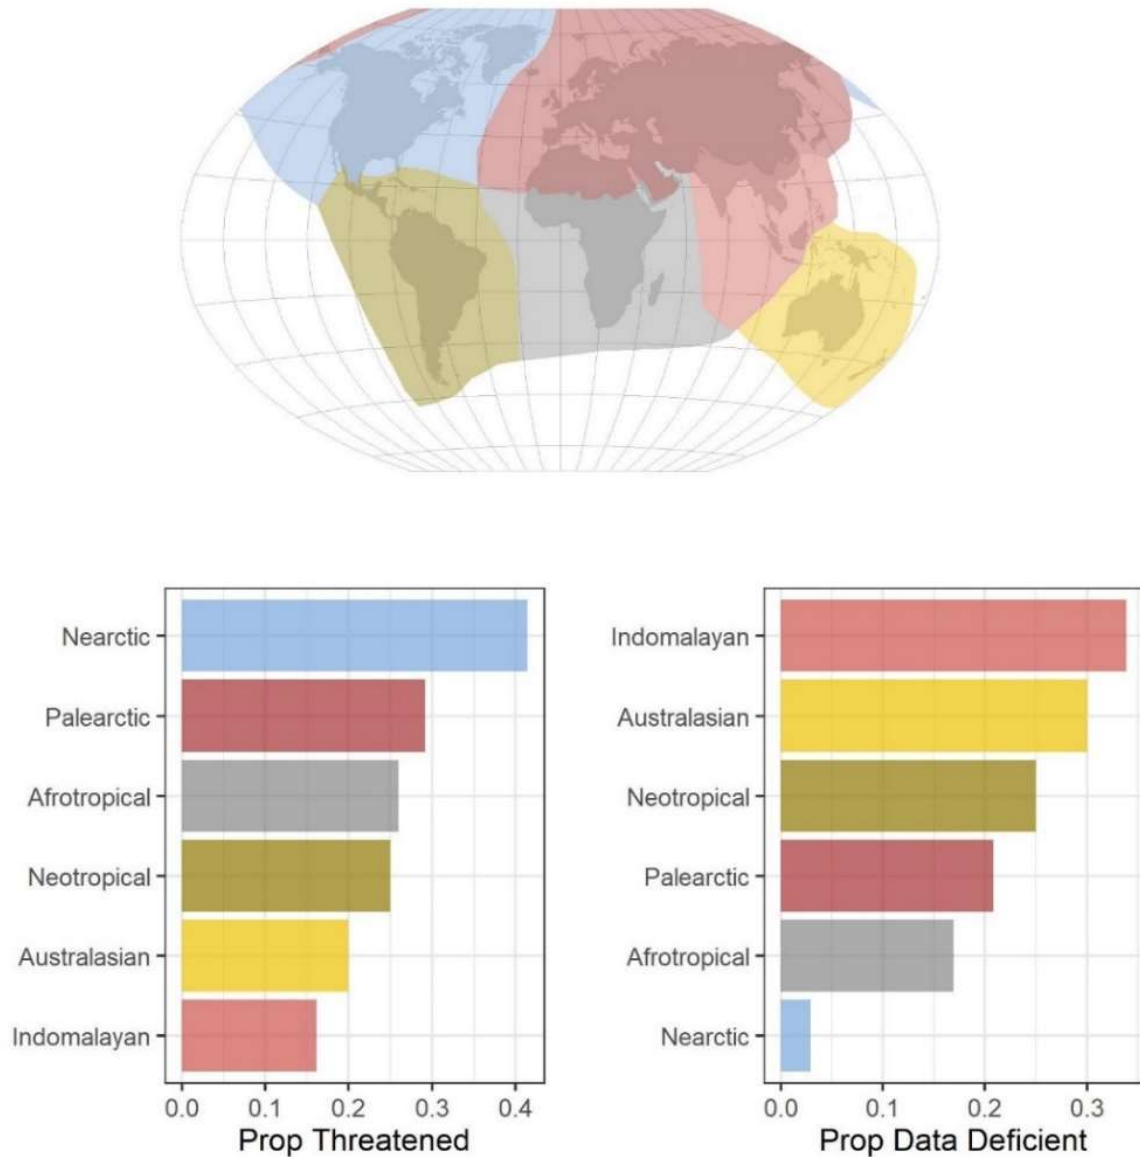 Nearctic
Palearctic
Afrotropical
Neotropical
Australasian
Indomalayan
0.0 0.1 0.2 0.3 0.4
Prop Threatened
Indomalayan
Australasian
Neotropical
Palearctic
Afrotropical
Nearctic
0.0 0.1 0.2 0.3
Prop Data Deficient